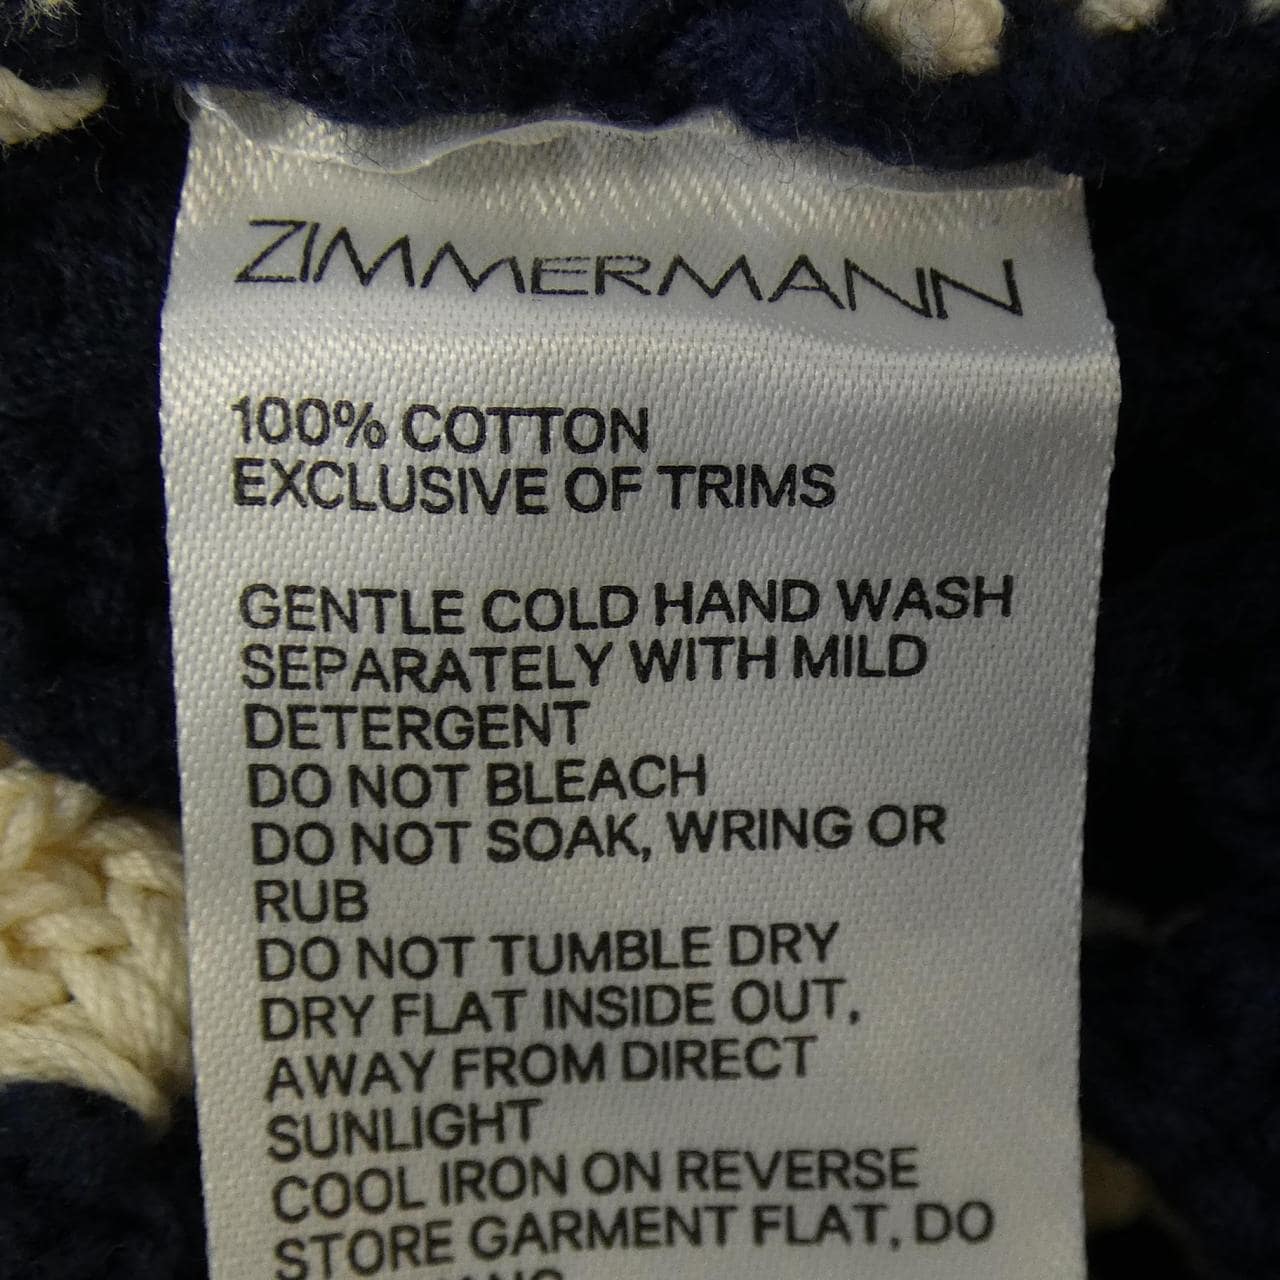 ZIMMERMANN
100% COTTON
EXCLUSIVE OF TRIMS
GENTLE COLD HAND WASH
SEPARATELY WITH MILD
DETERGENT
DO NOT BLEACH
DO NOT SOAK, WRING OR
RUB
DO NOT TUMBLE DRY
DRY FLAT INSIDE OUT,
AWAY FROM DIRECT
SUNLIGHT
COOL IRON ON REVERSE
STORE GARMENT FLAT, DO